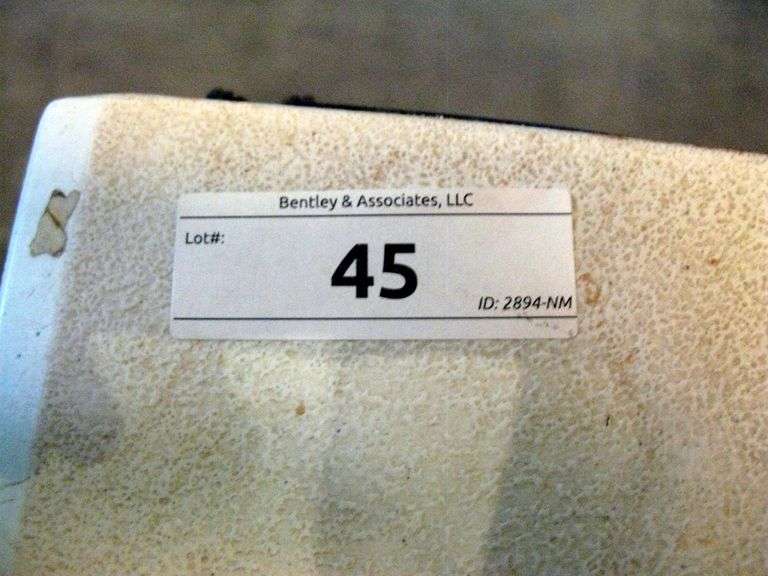 Bentley & Associates, LLC
Lot#:
45
ID: 2894-NM